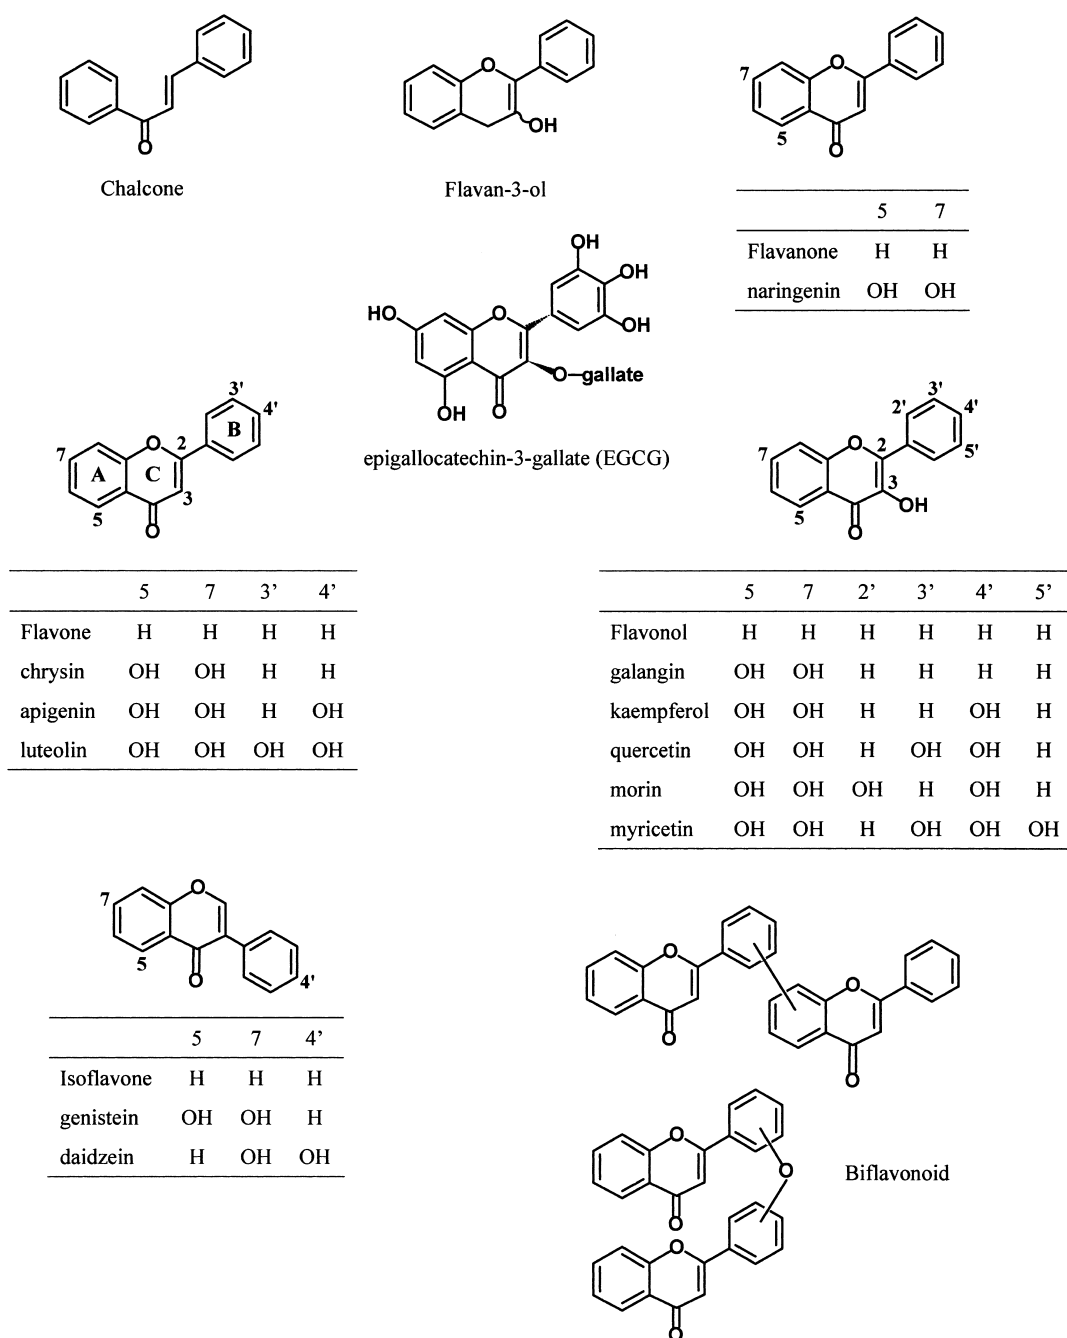 O
Chalcone
O
OH
Flavan-3-ol
7
O
5
O
5 7
Flavanone H H
naringenin OH OH
OH
OH
HO
O
OH
O—gallate
OH
O
epigallocatechin-3-gallate (EGCG)
3'
4'
B
7
O
2
A
C
3
5
O
5 7 3’ 4’
Flavone H H H H
chrysin OH OH H H
apigenin OH OH H OH
luteolin OH OH OH OH
3'
2'
4'
7
O
2
5'
3
OH
5
O
5 7 2’ 3’ 4’ 5’
Flavonol H H H H H H
galangin OH OH H H H H
kaempferol OH OH H H OH H
quercetin OH OH H OH OH H
morin OH OH OH H OH H
myricetin OH OH H OH OH OH
7
O
5
O
4'
5 7 4’
Isoflavone H H H
genistein OH OH H
daidzein H OH OH
O
O
O
O
O
O
O
O
O
Biflavonoid